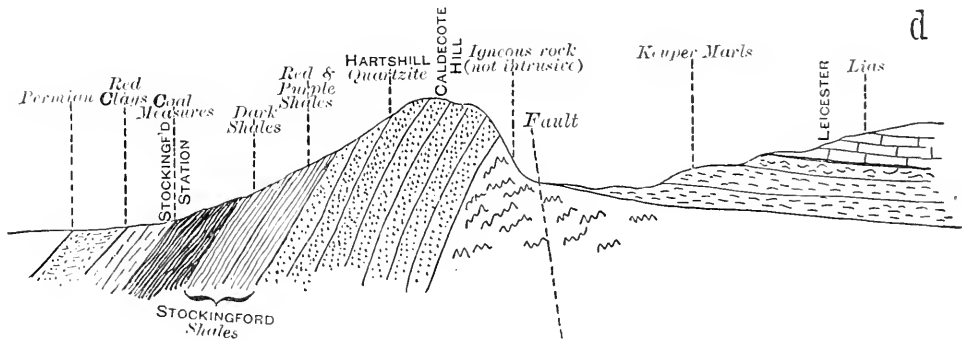 d
Permian
Red
Clays
Coal
Measures
STOCKINGF'D
STATION
Dark
Shales
Red &
Purple
Shales
HARTSHILL
Quartzite
CALDECOTE
HILL
Igneous rock
(not intrusive)
Fault
Keuper Marls
LEICESTER
Lias
STOCKINGFORD
Shales